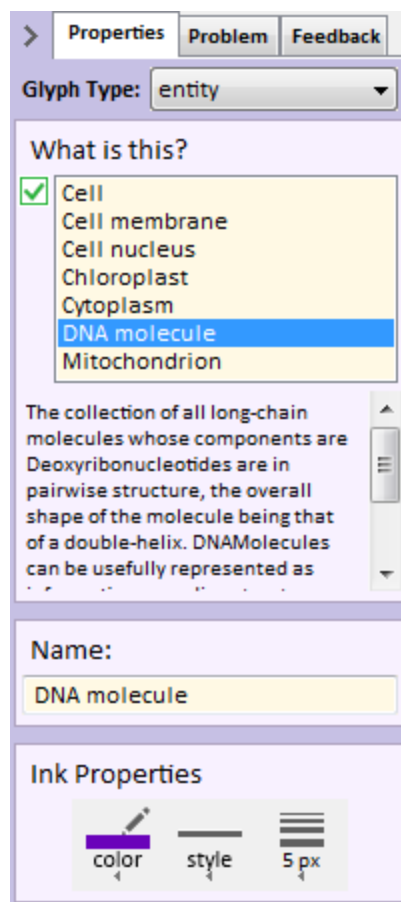 Properties Problem Feedback
Glyph Type: entity
What is this?
Cell
Cell membrane
Cell nucleus
Chloroplast
Cytoplasm
DNA molecule
Mitochondrion
The collection of all long-chain
molecules whose components are
Deoxyribonucleotides are in
pairwise structure, the overall
shape of the molecule being that
of a double-helix. DNAMolecules
can be usefully represented as
Name:
DNA molecule
Ink Properties
color style 5 px